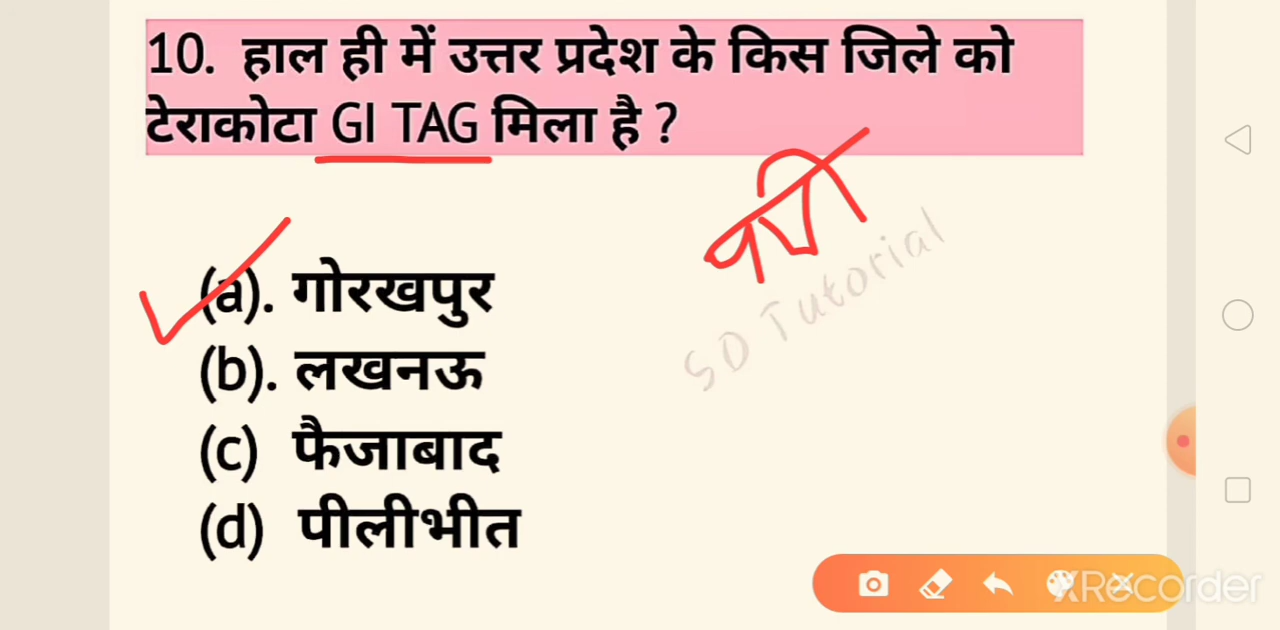 10. हाल ही में उत्तर प्रदेश के किस जिले को
टेराकोटा GI TAG मिला है ?
(a). गोरखपुर
(b). लखनऊ
(c) फैजाबाद
(d) पीलीभीत
SD Tutorial
XRecorder